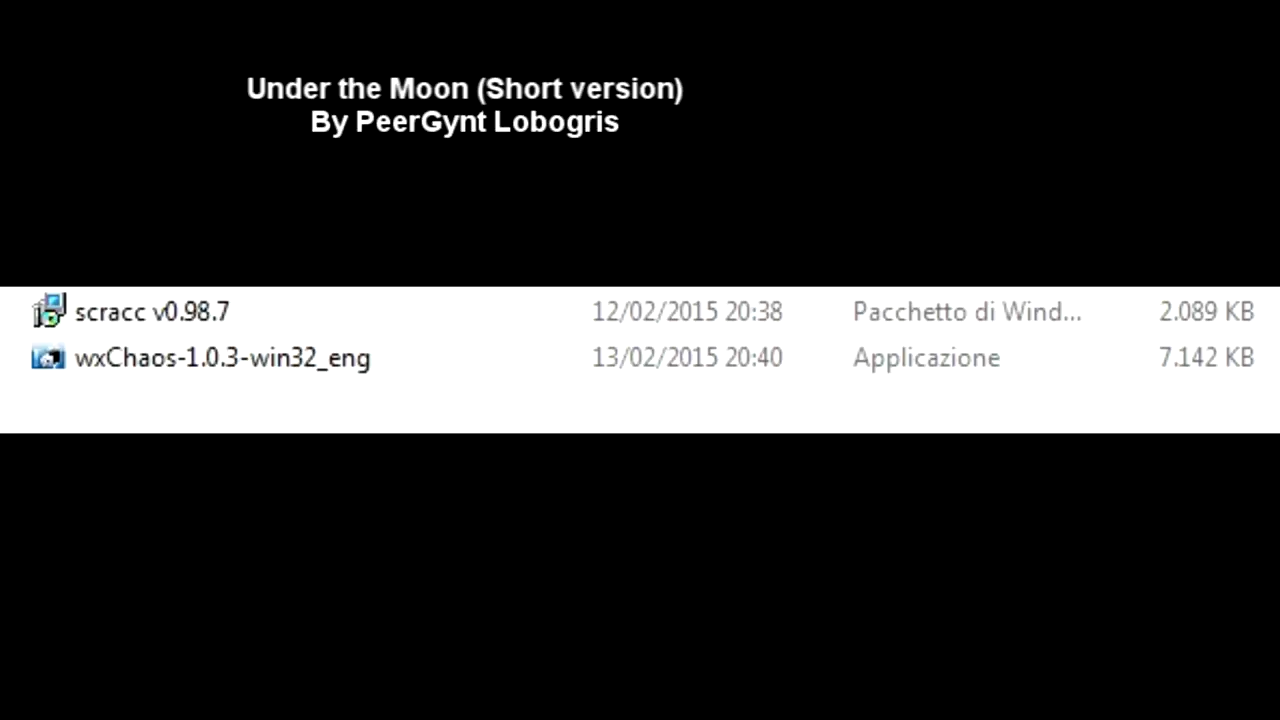 Under the Moon (Short version)
By PeerGynt Lobogris
scracc v0.98.7 12/02/2015 20:38 Pacchetto di Wind... 2.089 KB
wxChaos-1.0.3-win32_eng 13/02/2015 20:40 Applicazione 7.142 KB